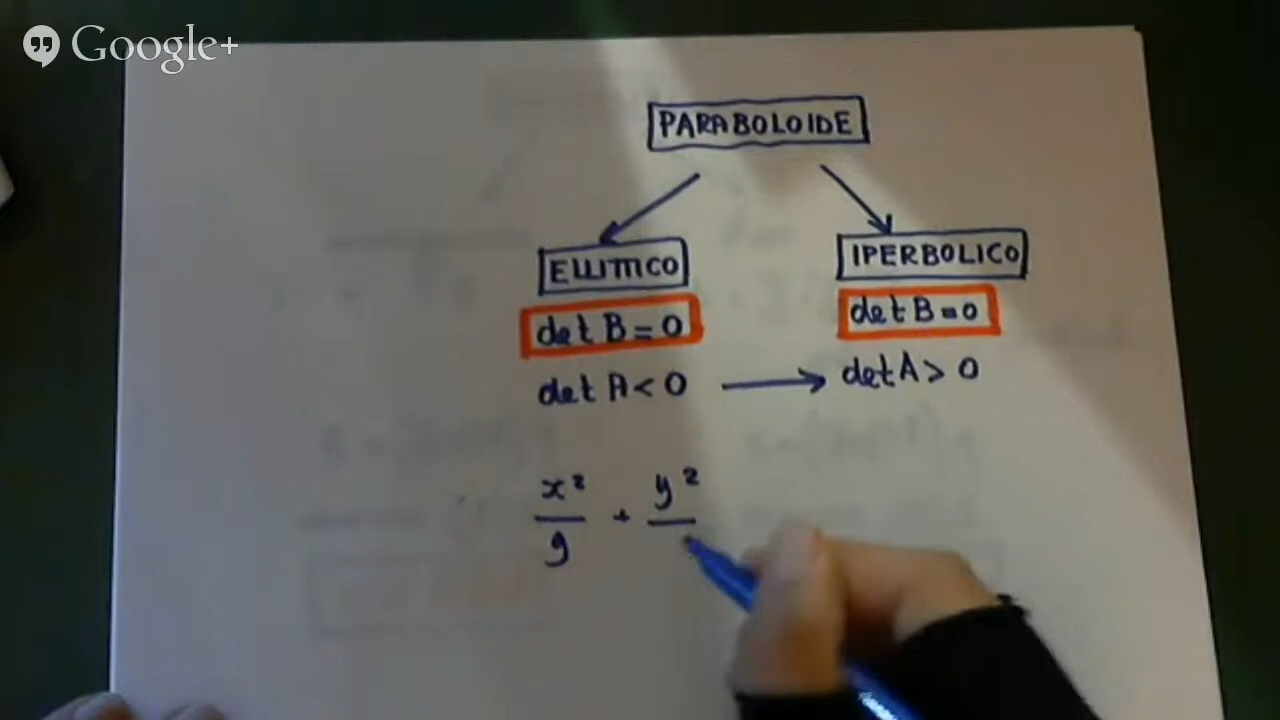 Google+
PARABOLOIDE
ELLITTICO
IPERBOLICO
det B = 0
det B = 0
det A < 0
det A > 0
x² + y²
9